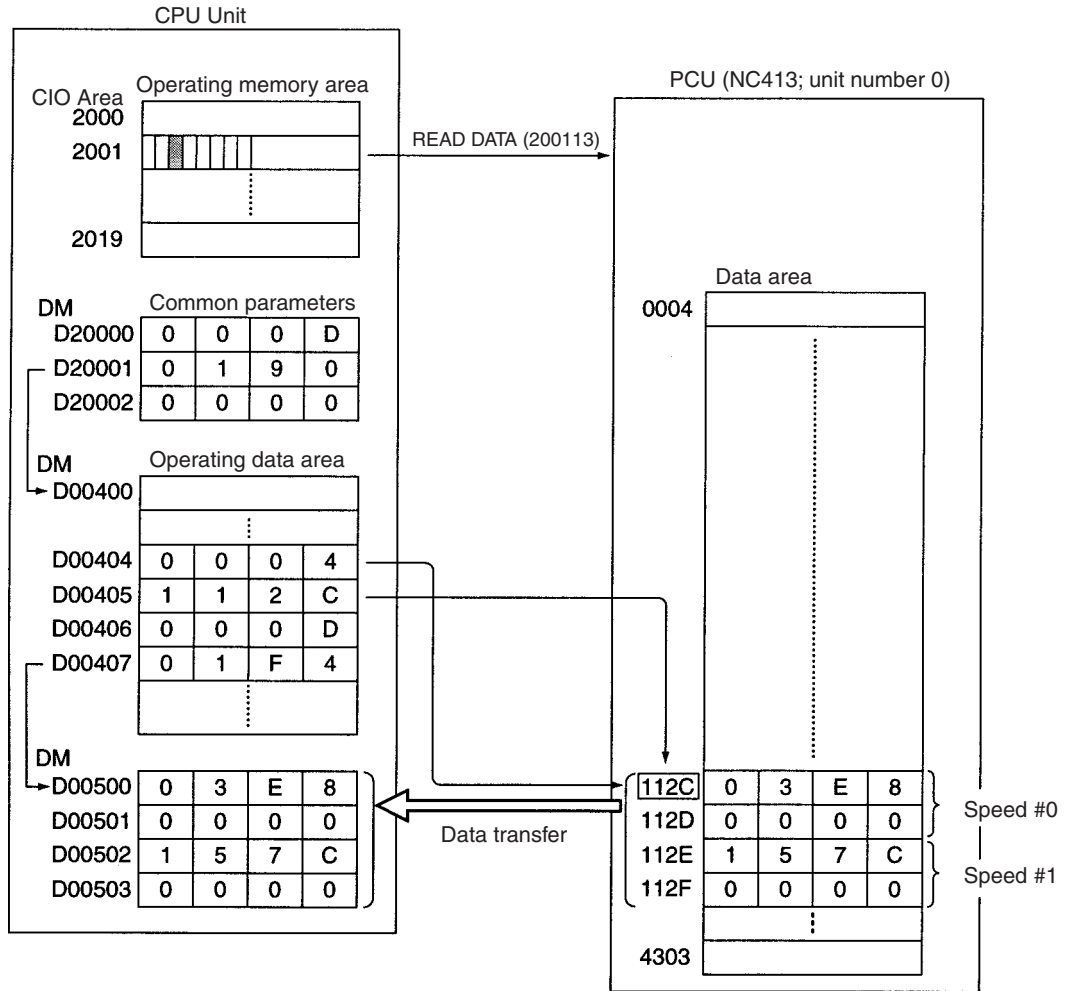 CPU Unit
CIO Area
Operating memory area
2000
2001
2019
READ DATA (200113)
PCU (NC413; unit number 0)
DM
Common parameters
D20000 0 0 0 D
D20001 0 1 9 0
D20002 0 0 0 0
DM
Operating data area
D00400
D00404 0 0 0 4
D00405 1 1 2 C
D00406 0 0 0 D
D00407 0 1 F 4
DM
D00500 0 3 E 8
D00501 0 0 0 0
D00502 1 5 7 C
D00503 0 0 0 0
Data transfer
Data area
0004
112C 0 3 E 8
112D 0 0 0 0
Speed #0
112E 1 5 7 C
112F 0 0 0 0
Speed #1
4303